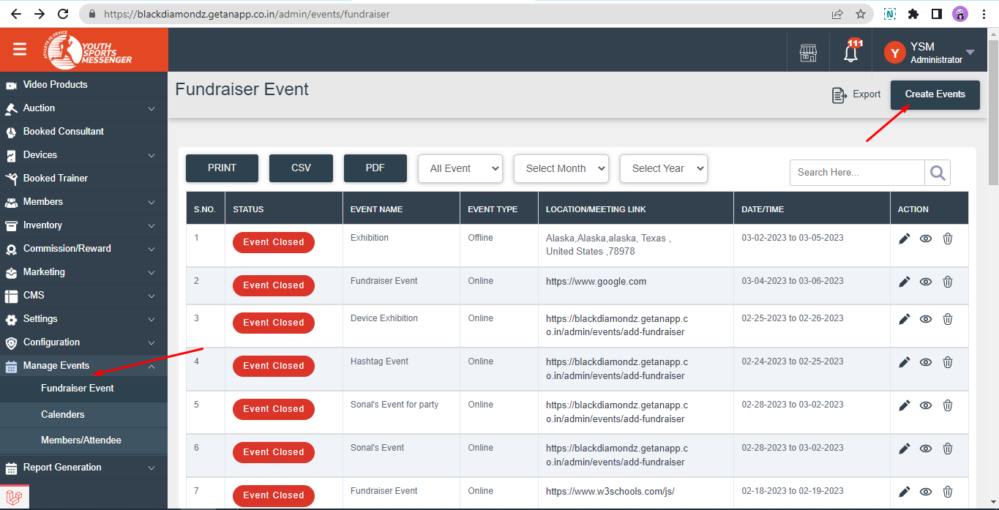 https://blackdiamondz.getanapp.co.in/admin/events/fundraiser
ATHLETE IQ DEVICE
YOUTH
SPORTS
MESSENGER
111
Y
YSM
Administrator
Video Products
Auction
Booked Consultant
Devices
Booked Trainer
Members
Inventory
Commission/Reward
Marketing
CMS
Settings
Configuration
Manage Events
Fundraiser Event
Calenders
Members/Attendee
Report Generation
Fundraiser Event
Export
Create Events
PRINT
CSV
PDF
All Event
Select Month
Select Year
Search Here...
S.NO. STATUS EVENT NAME EVENT TYPE LOCATION/MEETING LINK DATE/TIME ACTION
1 Event Closed Exhibition Offline Alaska,Alaska,alaska, Texas , 03-02-2023 to 03-05-2023
United States ,78978
2 Event Closed Fundraiser Event Online https://www.google.com 03-04-2023 to 03-06-2023
3 Event Closed Device Exhibition Online https://blackdiamondz.getanapp.c 02-25-2023 to 02-26-2023
o.in/admin/events/add-fundraiser
4 Event Closed Hashtag Event Online https://blackdiamondz.getanapp.c 02-24-2023 to 02-25-2023
o.in/admin/events/add-fundraiser
5 Event Closed Sonal's Event for party Online https://blackdiamondz.getanapp.c 02-28-2023 to 03-02-2023
o.in/admin/events/add-fundraiser
6 Event Closed Sonal's Event Online https://blackdiamondz.getanapp.c 02-28-2023 to 03-02-2023
o.in/admin/events/add-fundraiser
7 Event Closed Fundraiser Event Online https://www.w3schools.com/js/ 02-18-2023 to 02-19-2023